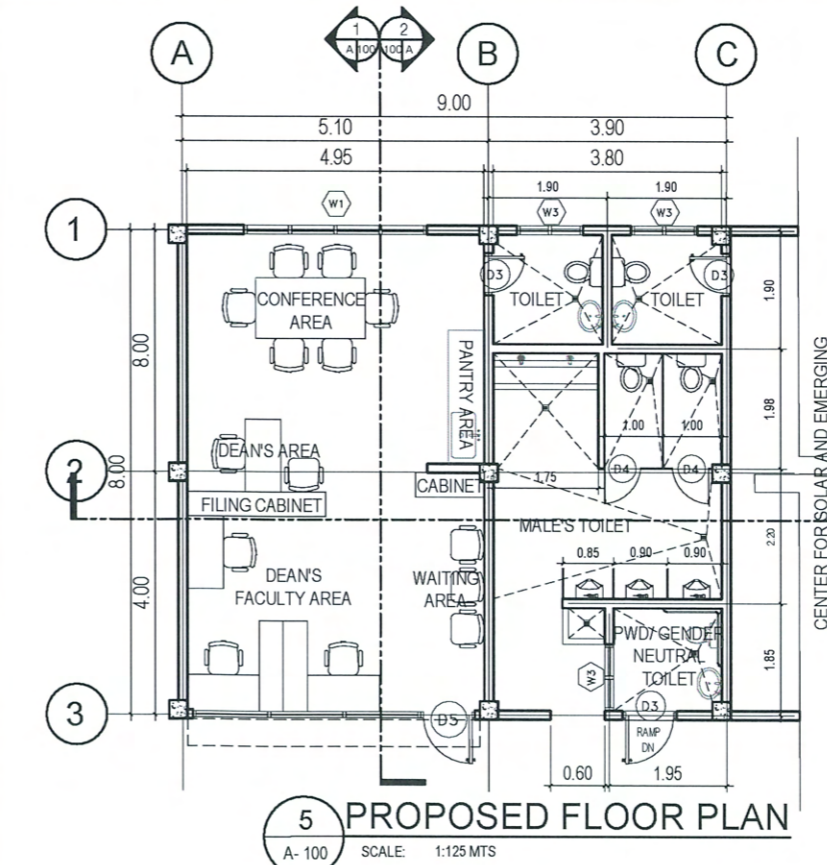 1 2
A 100 100 A
A B C
9.00
5.10 3.90
4.95 3.80
1.90 1.90
W1 W3 W3
1
D3 D3
TOILET TOILET
1.90
CONFERENCE
AREA
8.00
PANTRY AREA
1.98
1.00 1.00
DEAN'S AREA
D4 D4
2
8.00
1.75
CABINET
FILING CABINET
MALE'S TOILET
2.20
CENTER FOR SOLAR AND EMERGING
0.85 0.90 0.90
DEAN'S
FACULTY AREA
WAITING
AREA
4.00
PWD/ GENDER
NEUTRAL
TOILET
1.85
W3
D3
3
D5
RAMP
DN
0.60 1.95
5
A- 100
PROPOSED FLOOR PLAN
SCALE: 1:125 MTS